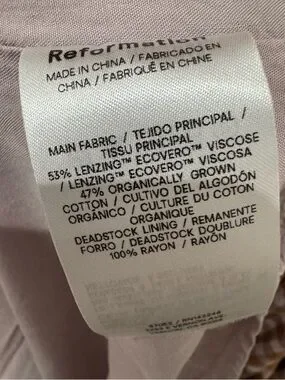 Reformation
MADE IN CHINA / FABRICADO EN
CHINA / FABRIQUÉ EN CHINE
MAIN FABRIC / TEJIDO PRINCIPAL /
TISSU PRINCIPAL
53% LENZING™ ECOVERO™ VISCOSE
/ LENZING™ ECOVERO™ VISCOSA
47% ORGANICALLY GROWN
COTTON / CULTIVO DEL ALGODÓN
ORGÁNICO / CULTURE DU COTON
ORGANIQUE
DEADSTOCK LINING / REMANENTE
FORRO / DEADSTOCK DOUBLURE
100% RAYON / RAYÓN